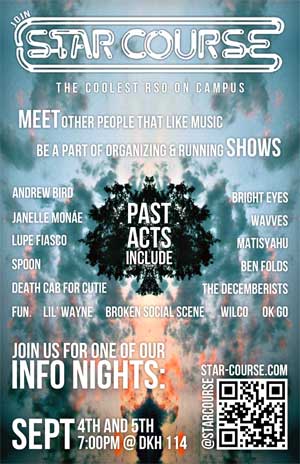 JOIN
STAR COURSE
THE COOLEST RSO ON CAMPUS
MEET OTHER PEOPLE THAT LIKE MUSIC
BE A PART OF ORGANIZING & RUNNING SHOWS
PAST
ACTS
INCLUDE
ANDREW BIRD
JANELLE MONÁE
LUPE FIASCO
SPOON
DEATH CAB FOR CUTIE
BRIGHT EYES
WAVVES
MATISYAHU
BEN FOLDS
THE DECEMBERISTS
FUN. LIL' WAYNE BROKEN SOCIAL SCENE WILCO OK GO
JOIN US FOR ONE OF OUR
INFO NIGHTS:
SEPT 4TH AND 5TH
7:00PM @ DKH 114
STAR-COURSE.COM
@STARCOURSE